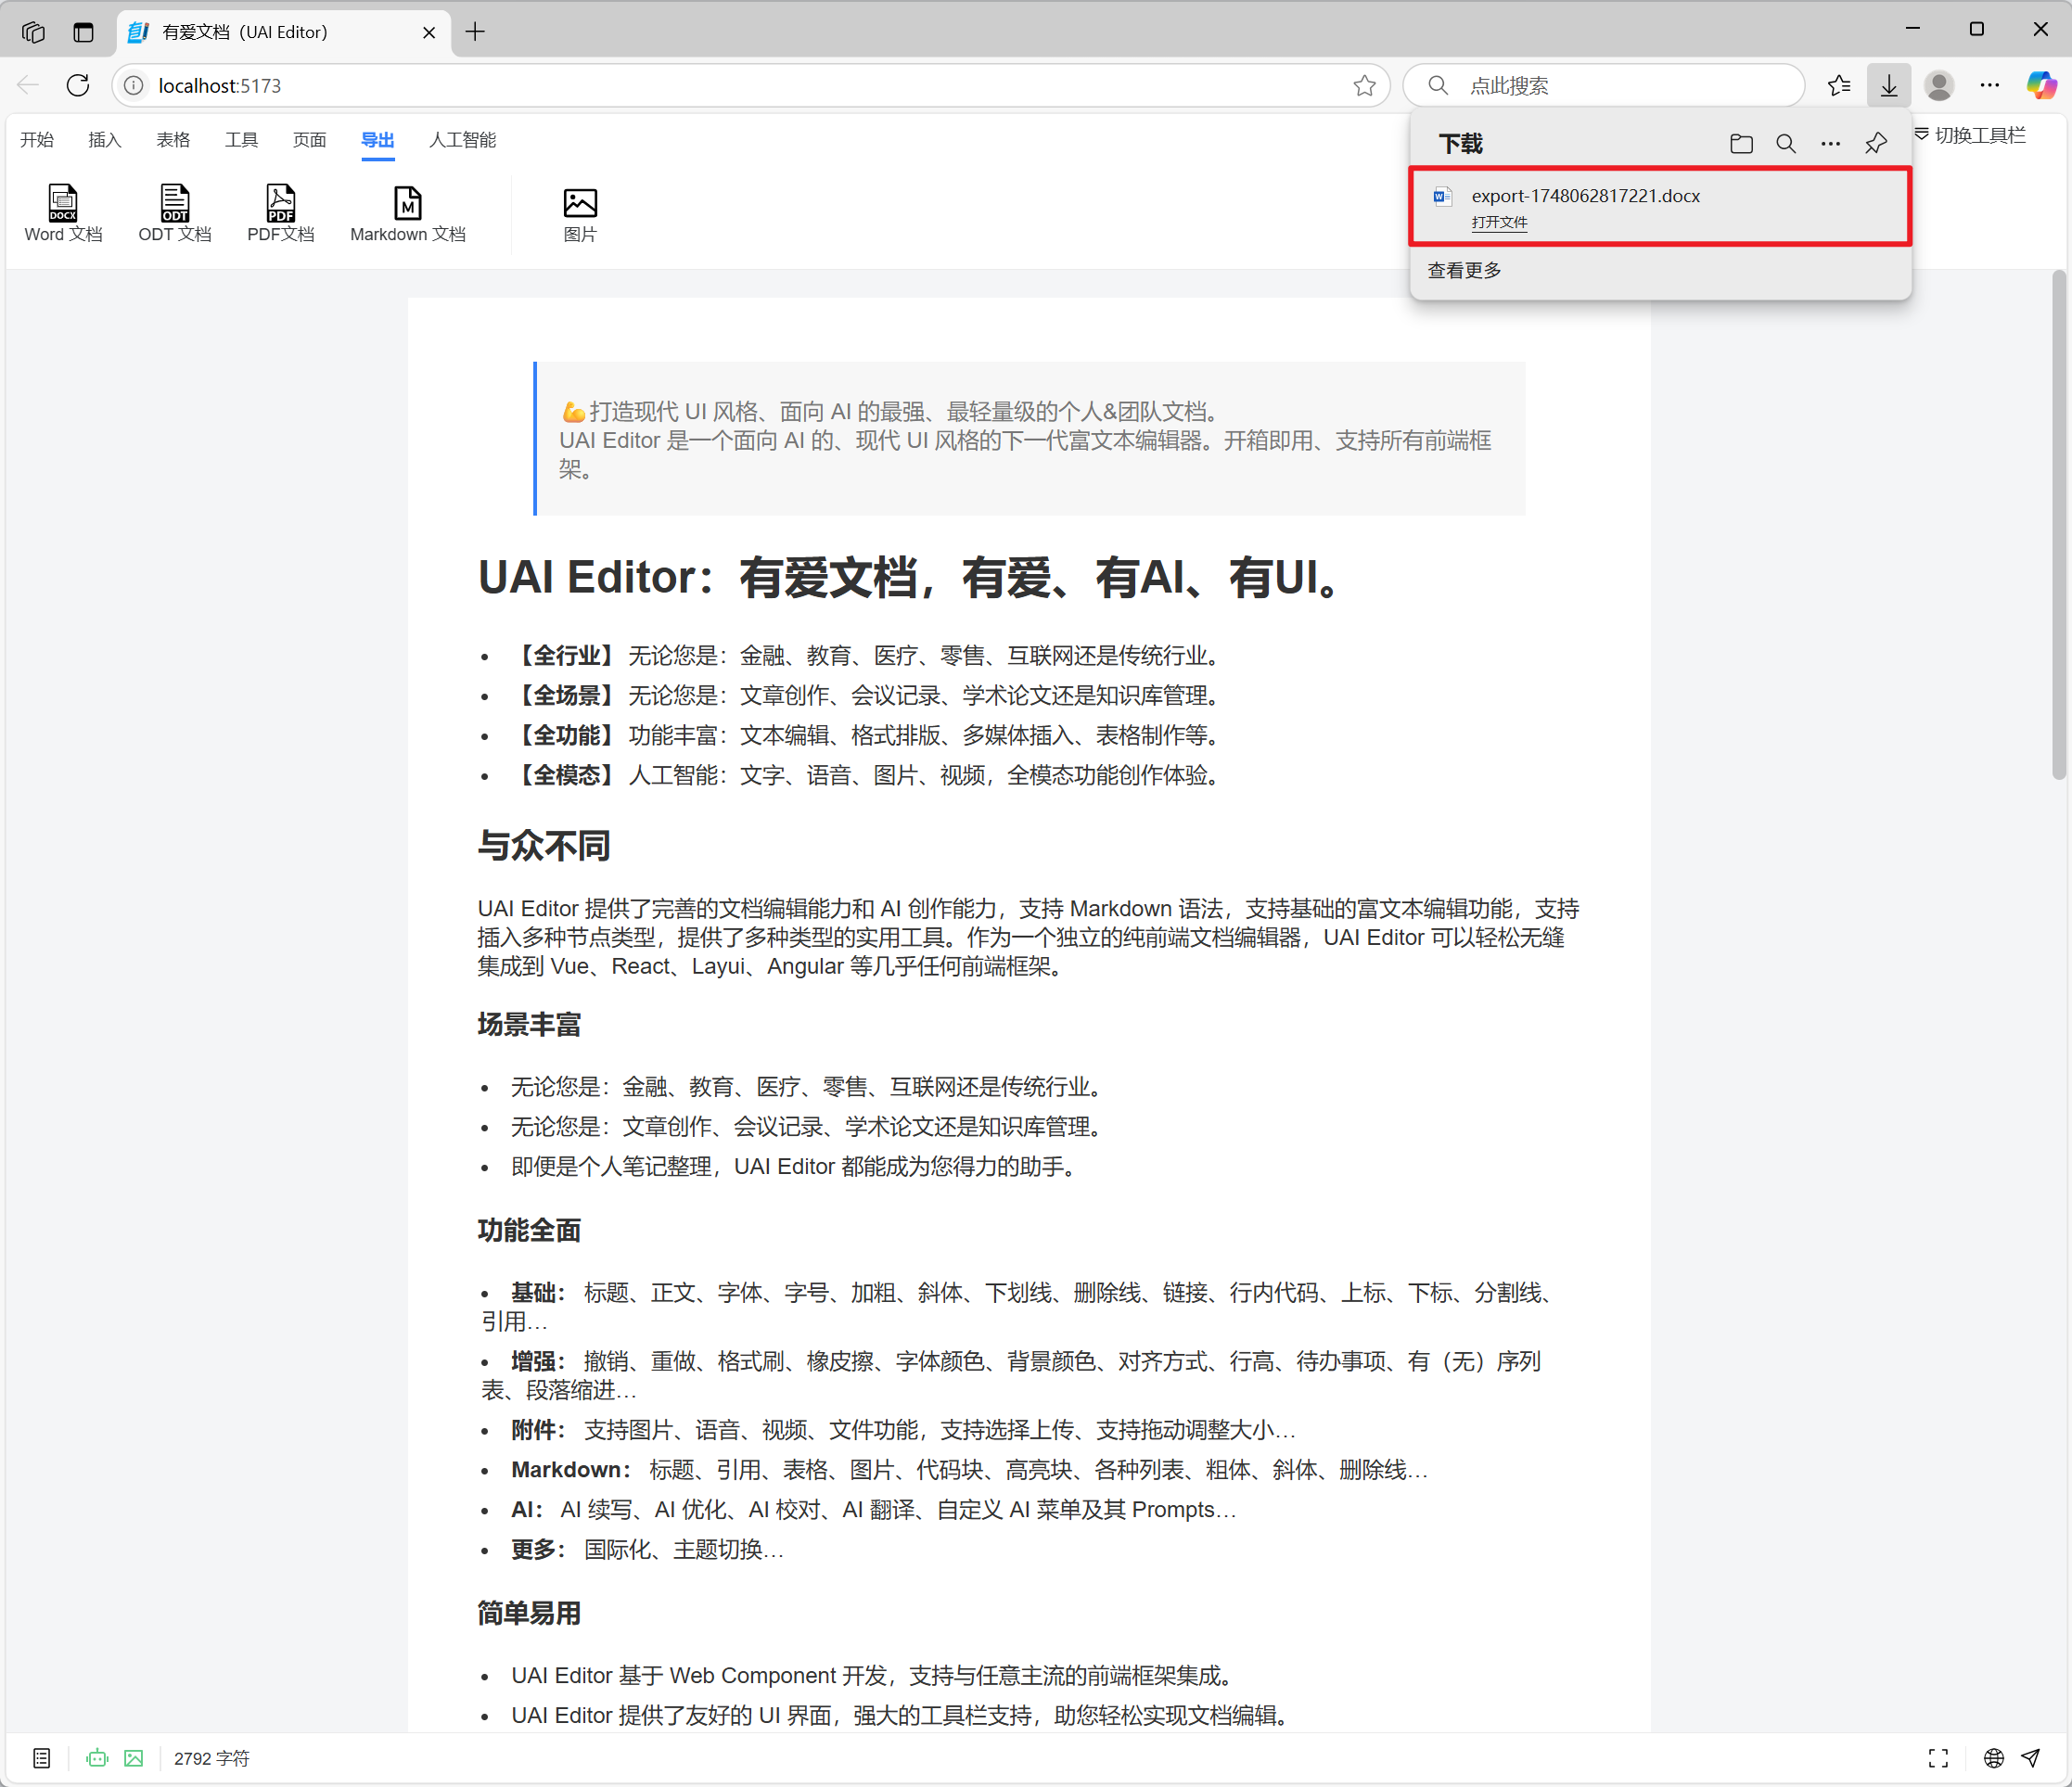 有爱文档（UAI Editor）
localhost:5173
点此搜索
开始 插入 表格 工具 页面 导出 人工智能
切换工具栏
Word 文档 ODT 文档 PDF文档 Markdown 文档 图片
DOCX ODT PDF M
下载
export-1748062817221.docx
打开文件
查看更多
💪打造现代 UI 风格、面向 AI 的最强、最轻量级的个人&团队文档。
UAI Editor 是一个面向 AI 的、现代 UI 风格的下一代富文本编辑器。开箱即用、支持所有前端框
架。
UAI Editor：有爱文档，有爱、有AI、有UI。
• 【全行业】 无论您是：金融、教育、医疗、零售、互联网还是传统行业。
• 【全场景】 无论您是：文章创作、会议记录、学术论文还是知识库管理。
• 【全功能】 功能丰富：文本编辑、格式排版、多媒体插入、表格制作等。
• 【全模态】 人工智能：文字、语音、图片、视频，全模态功能创作体验。
与众不同
UAI Editor 提供了完善的文档编辑能力和 AI 创作能力，支持 Markdown 语法，支持基础的富文本编辑功能，支持
插入多种节点类型，提供了多种类型的实用工具。作为一个独立的纯前端文档编辑器，UAI Editor 可以轻松无缝
集成到 Vue、React、Layui、Angular 等几乎任何前端框架。
场景丰富
• 无论您是：金融、教育、医疗、零售、互联网还是传统行业。
• 无论您是：文章创作、会议记录、学术论文还是知识库管理。
• 即便是个人笔记整理，UAI Editor 都能成为您得力的助手。
功能全面
• 基础： 标题、正文、字体、字号、加粗、斜体、下划线、删除线、链接、行内代码、上标、下标、分割线、
引用…
• 增强： 撤销、重做、格式刷、橡皮擦、字体颜色、背景颜色、对齐方式、行高、待办事项、有（无）序列
表、段落缩进…
• 附件： 支持图片、语音、视频、文件功能，支持选择上传、支持拖动调整大小…
• Markdown： 标题、引用、表格、图片、代码块、高亮块、各种列表、粗体、斜体、删除线…
• AI： AI 续写、AI 优化、AI 校对、AI 翻译、自定义 AI 菜单及其 Prompts…
• 更多： 国际化、主题切换…
简单易用
• UAI Editor 基于 Web Component 开发，支持与任意主流的前端框架集成。
• UAI Editor 提供了友好的 UI 界面，强大的工具栏支持，助您轻松实现文档编辑。
2792 字符